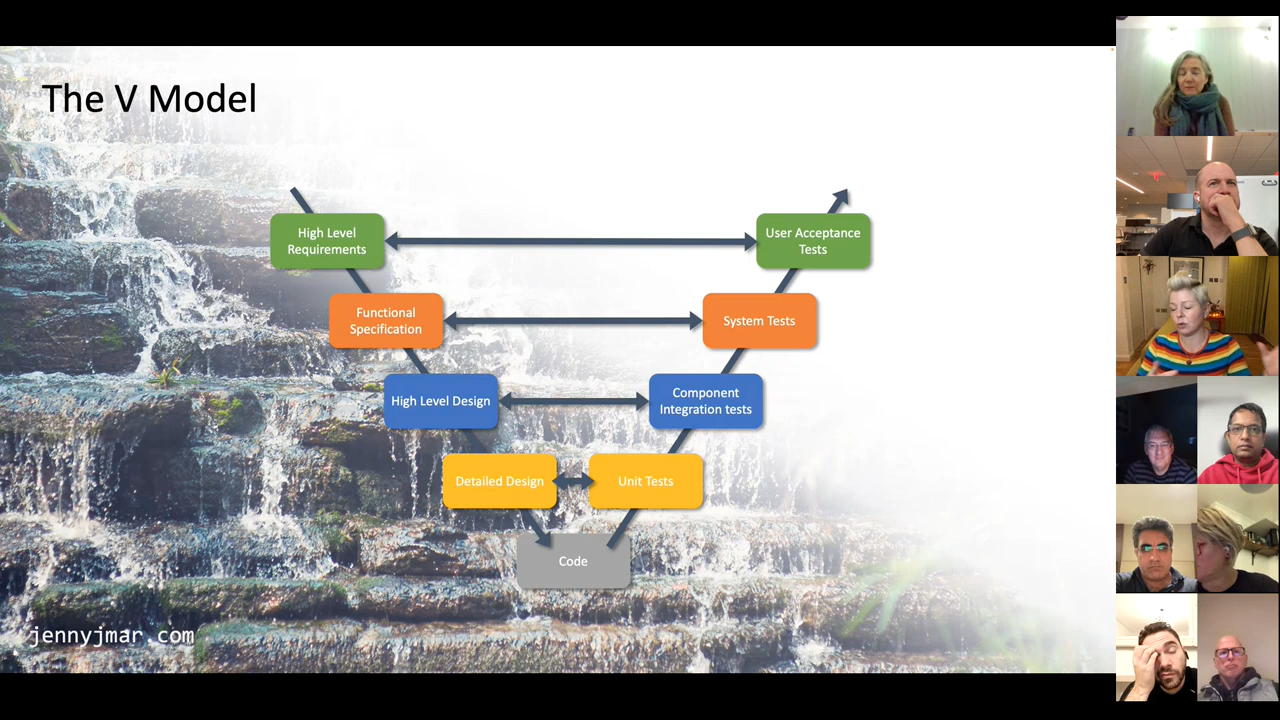 The V Model
High Level
Requirements
User Acceptance
Tests
Functional
Specification
System Tests
High Level Design
Component
Integration tests
Detailed Design
Unit Tests
Code
jennyjmar.com